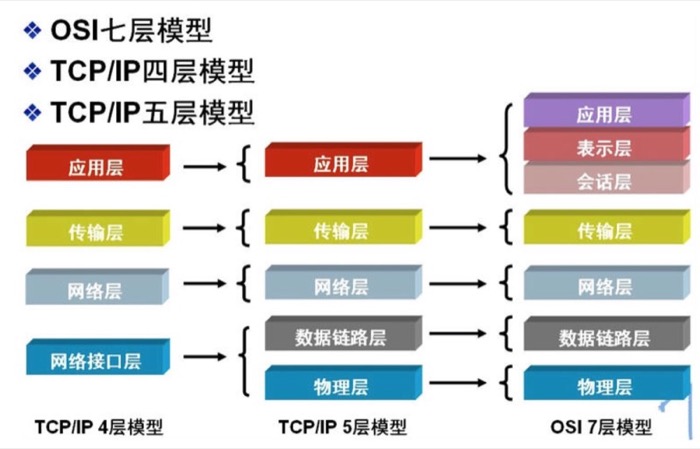 ❖ OSI七层模型
❖ TCP/IP四层模型
❖ TCP/IP五层模型
应用层
传输层
网络层
网络接口层
TCP/IP 4层模型
应用层
传输层
网络层
数据链路层
物理层
TCP/IP 5层模型
应用层
表示层
会话层
传输层
网络层
数据链路层
物理层
OSI 7层模型